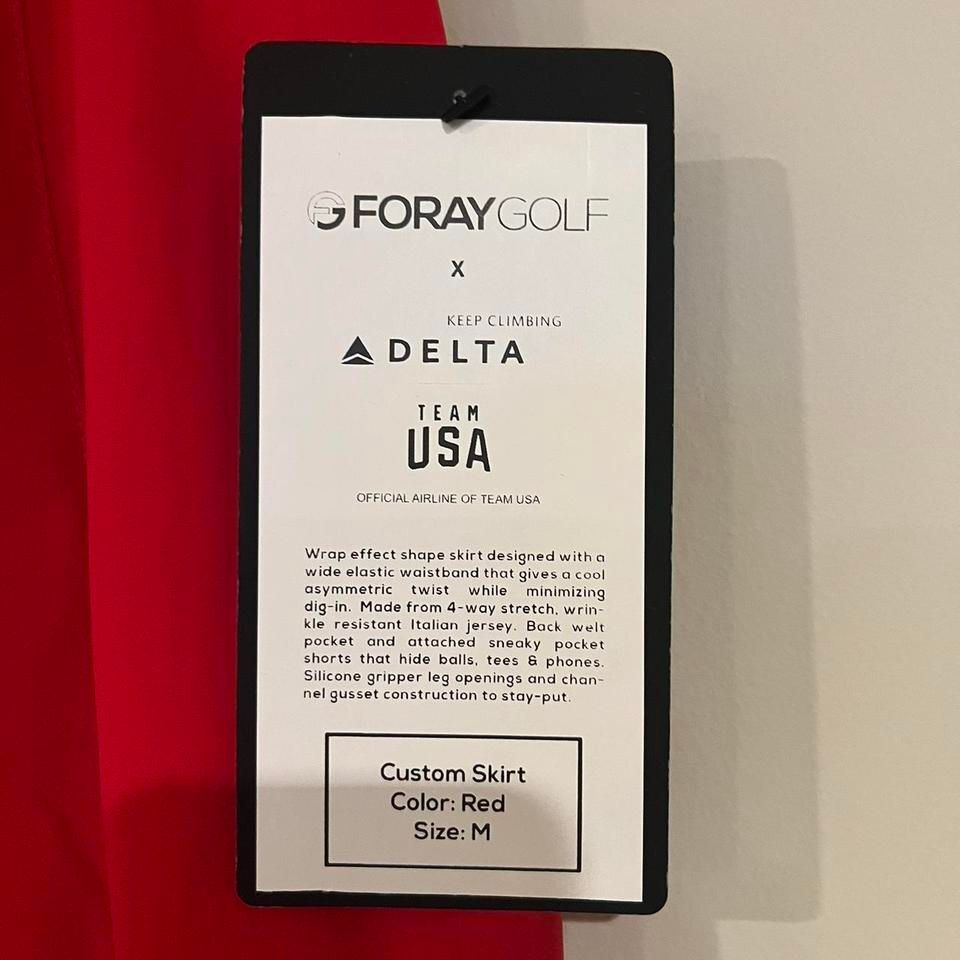 FORAYGOLF
X
KEEP CLIMBING
DELTA
TEAM
USA
OFFICIAL AIRLINE OF TEAM USA
Wrap effect shape skirt designed with a
wide elastic waistband that gives a cool
asymmetric twist while minimizing
dig-in. Made from 4-way stretch, wrin-
kle resistant Italian jersey. Back welt
pocket and attached sneaky pocket
shorts that hide balls, tees & phones.
Silicone gripper leg openings and chan-
nel gusset construction to stay-put.
Custom Skirt
Color: Red
Size: M